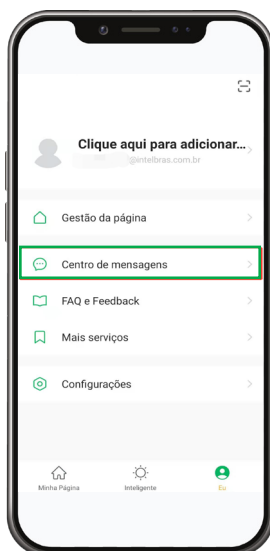 Clique aqui para adicionar...
@intelbras.com.br
Gestão da página
Centro de mensagens
FAQ e Feedback
Mais serviços
Configurações
Minha Página
Inteligente
Eu